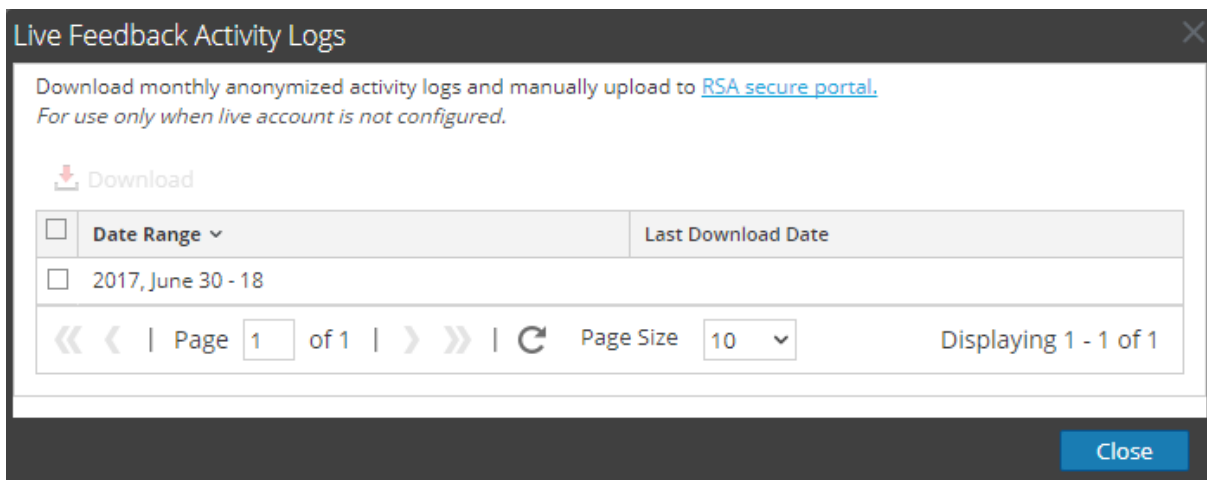 Live Feedback Activity Logs
Download monthly anonymized activity logs and manually upload to RSA secure portal.
For use only when live account is not configured.
Download
Date Range Last Download Date
2017, June 30 - 18
Page 1 of 1 Page Size 10 Displaying 1 - 1 of 1
Close